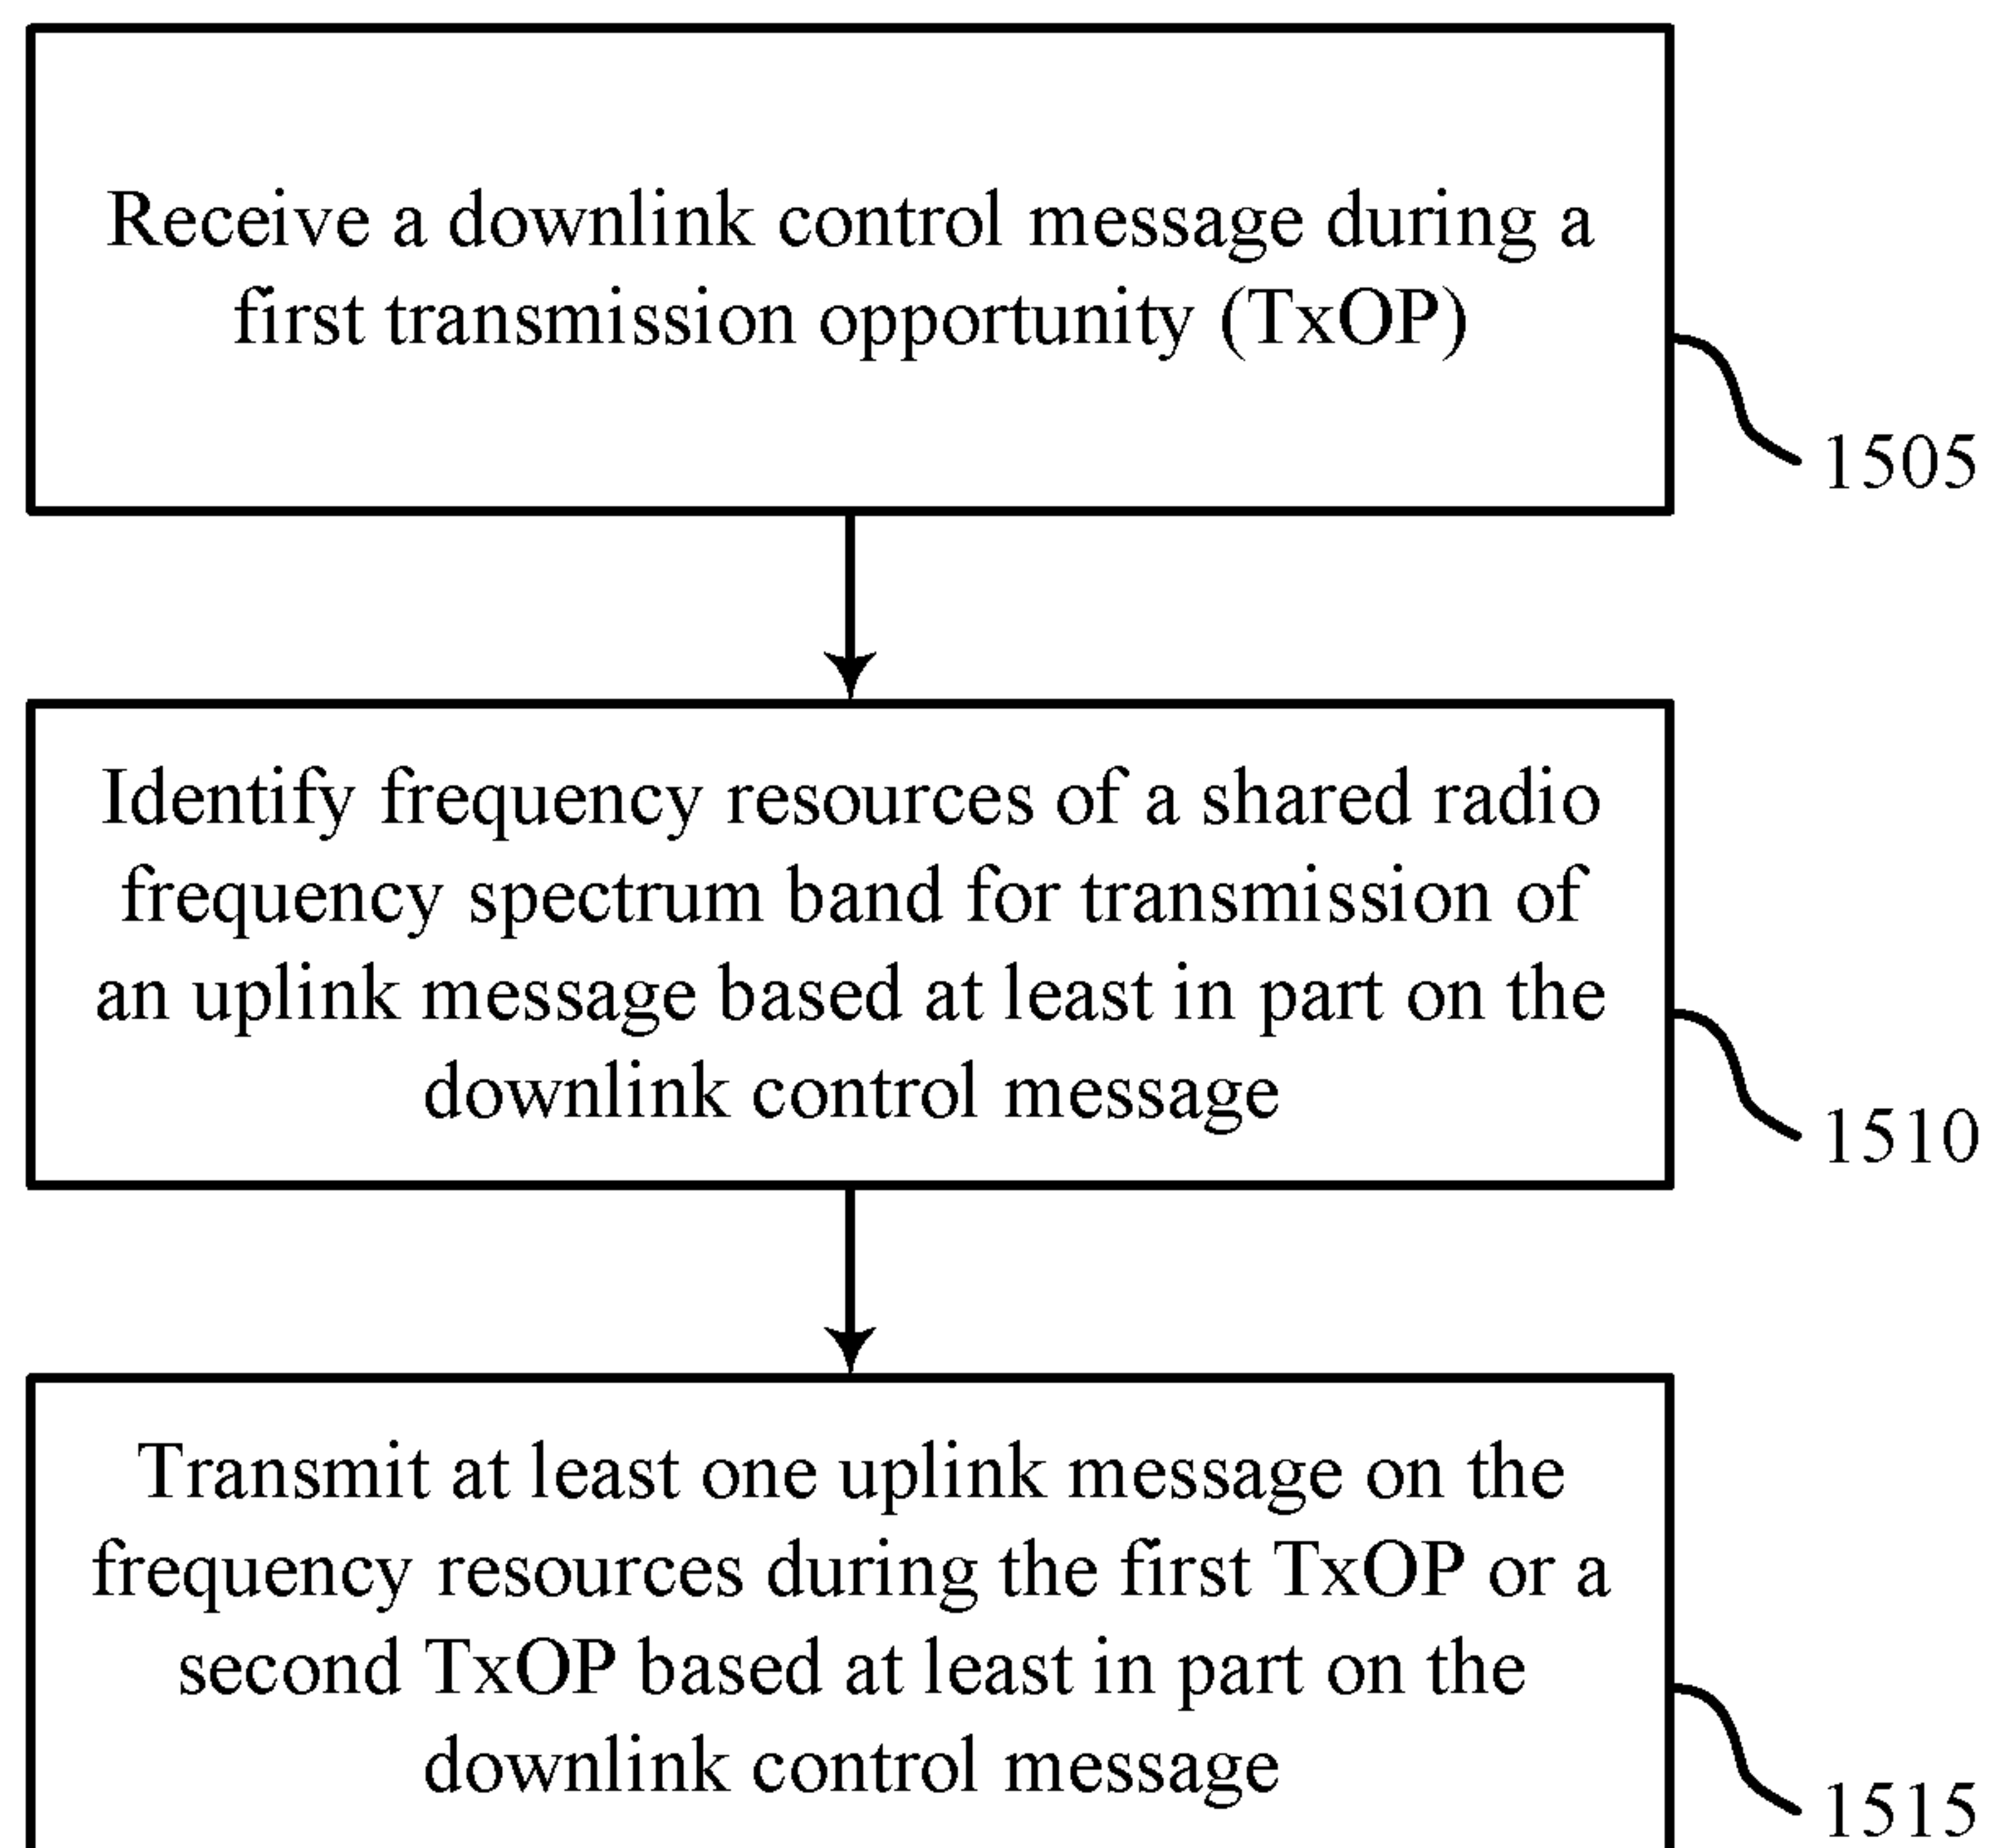 Receive a downlink control message during a
first transmission opportunity (TxOP)
1505
Identify frequency resources of a shared radio
frequency spectrum band for transmission of
an uplink message based at least in part on the
downlink control message
1510
Transmit at least one uplink message on the
frequency resources during the first TxOP or a
second TxOP based at least in part on the
downlink control message
1515